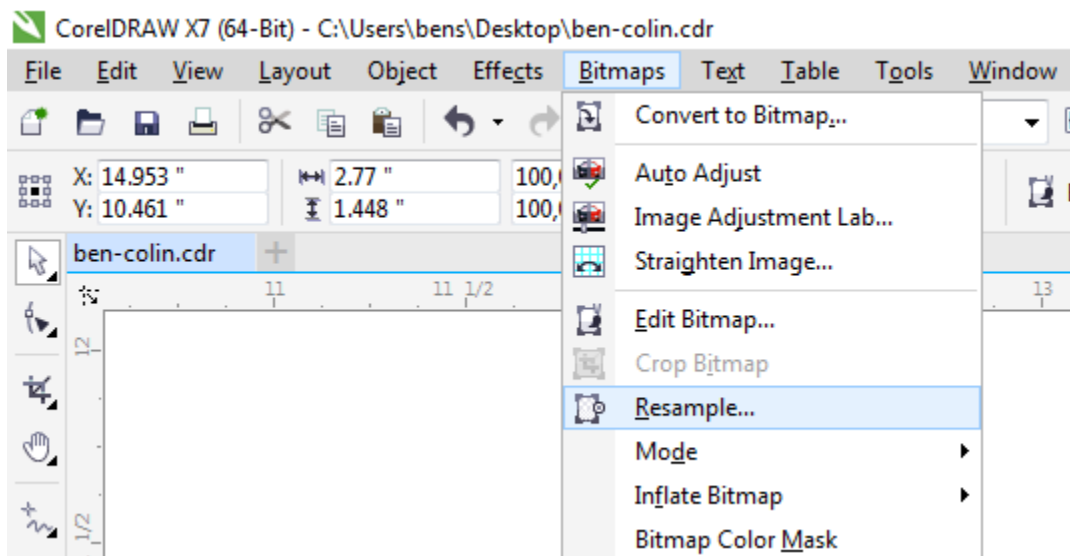 CorelDRAW X7 (64-Bit) - C:\Users\bens\Desktop\ben-colin.cdr
File Edit View Layout Object Effects Bitmaps Text Table Tools Window
Convert to Bitmap...
X: 14.953 " 2.77 " 100,
Y: 10.461 " 1.448 " 100,
Auto Adjust
Image Adjustment Lab...
ben-colin.cdr
Straighten Image...
11 11 1/2 13
Edit Bitmap...
12
Crop Bitmap
Resample...
Mode
Inflate Bitmap
1/2
Bitmap Color Mask